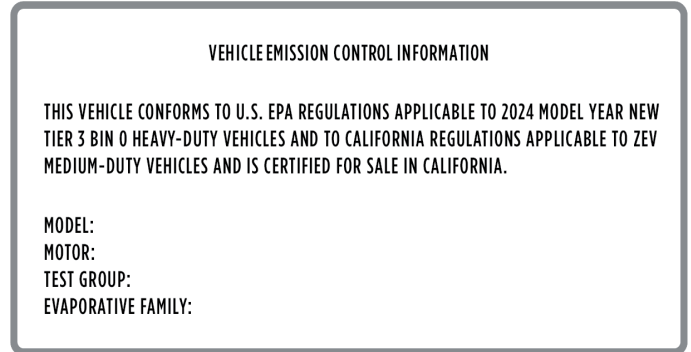 VEHICLE EMISSION CONTROL INFORMATION
THIS VEHICLE CONFORMS TO U.S. EPA REGULATIONS APPLICABLE TO 2024 MODEL YEAR NEW
TIER 3 BIN 0 HEAVY-DUTY VEHICLES AND TO CALIFORNIA REGULATIONS APPLICABLE TO ZEV
MEDIUM-DUTY VEHICLES AND IS CERTIFIED FOR SALE IN CALIFORNIA.
MODEL:
MOTOR:
TEST GROUP:
EVAPORATIVE FAMILY: